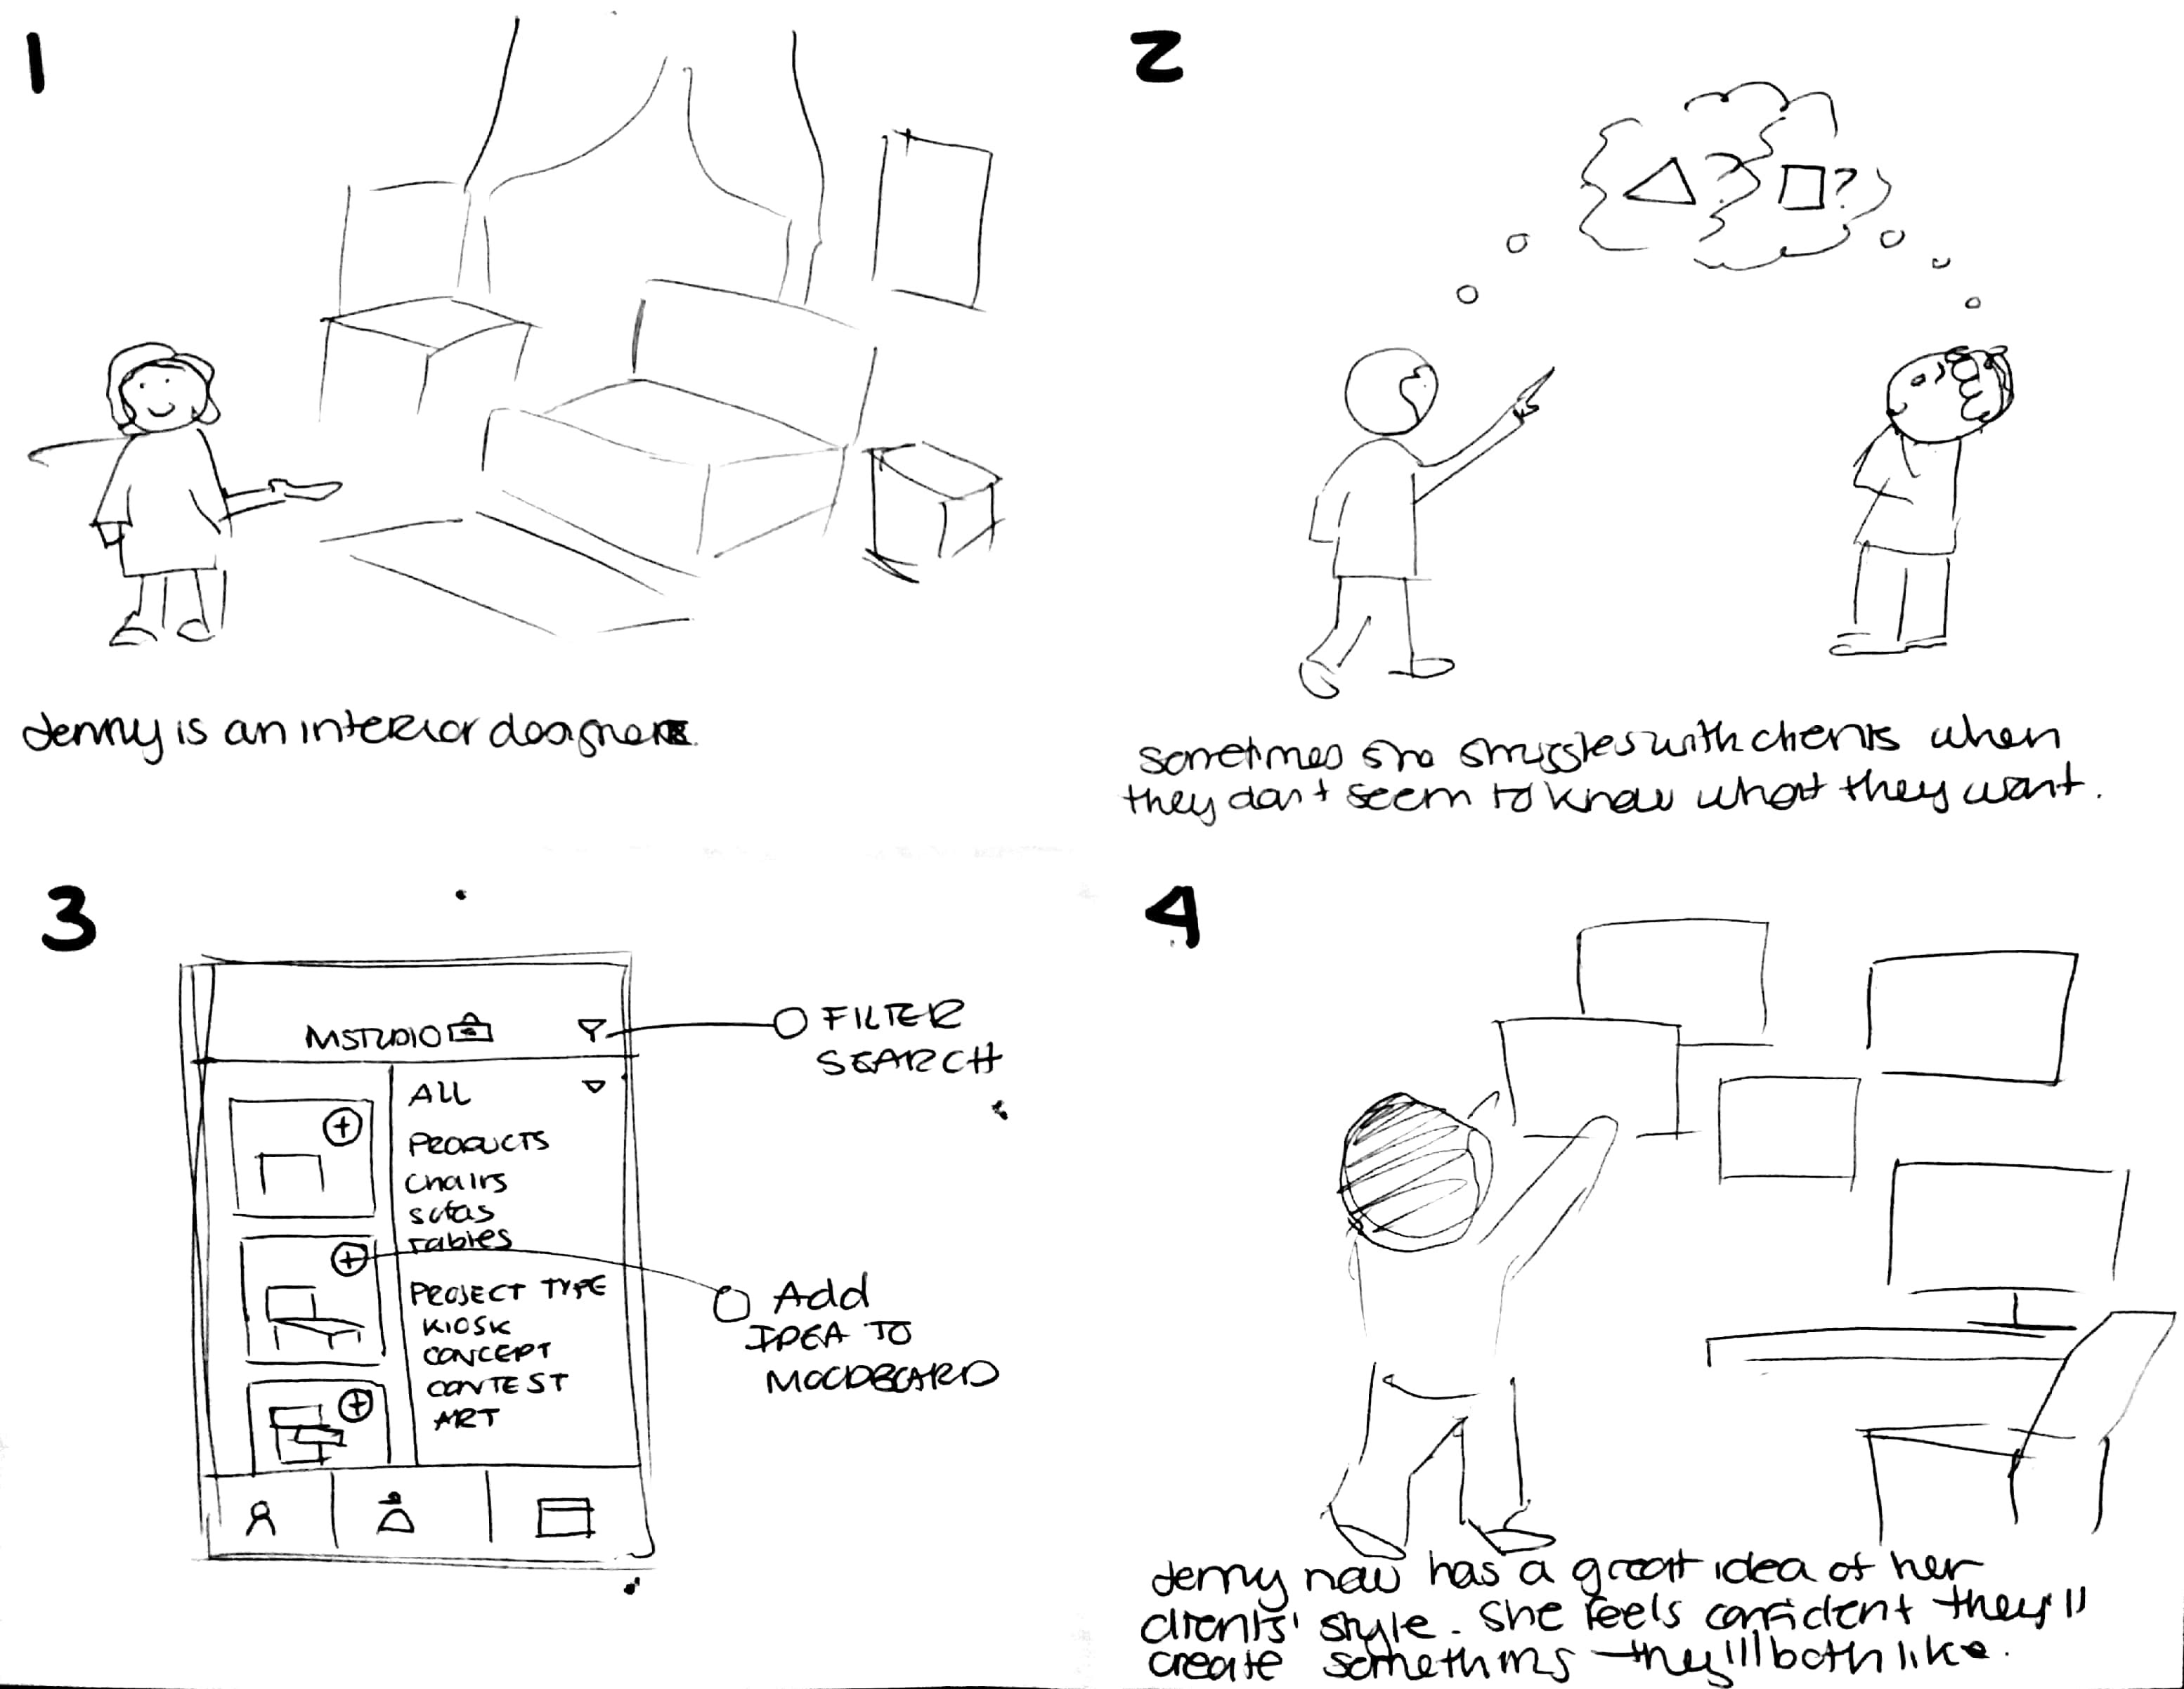 1
Jenny is an interior designer.
2
△? □?
Sometimes she struggles with clients when
they don't seem to know what they want.
3
MSTUDIO
FILTER
SEARCH
ALL
PRODUCTS
Chairs
sofas
Tables
PROJECT TYPE
KIOSK
CONCEPT
CONTEST
ART
Add
IDEA TO
MOODBOARD
4
Jenny now has a great idea of her
clients' style. She feels confident they'll
create something they'll both like.